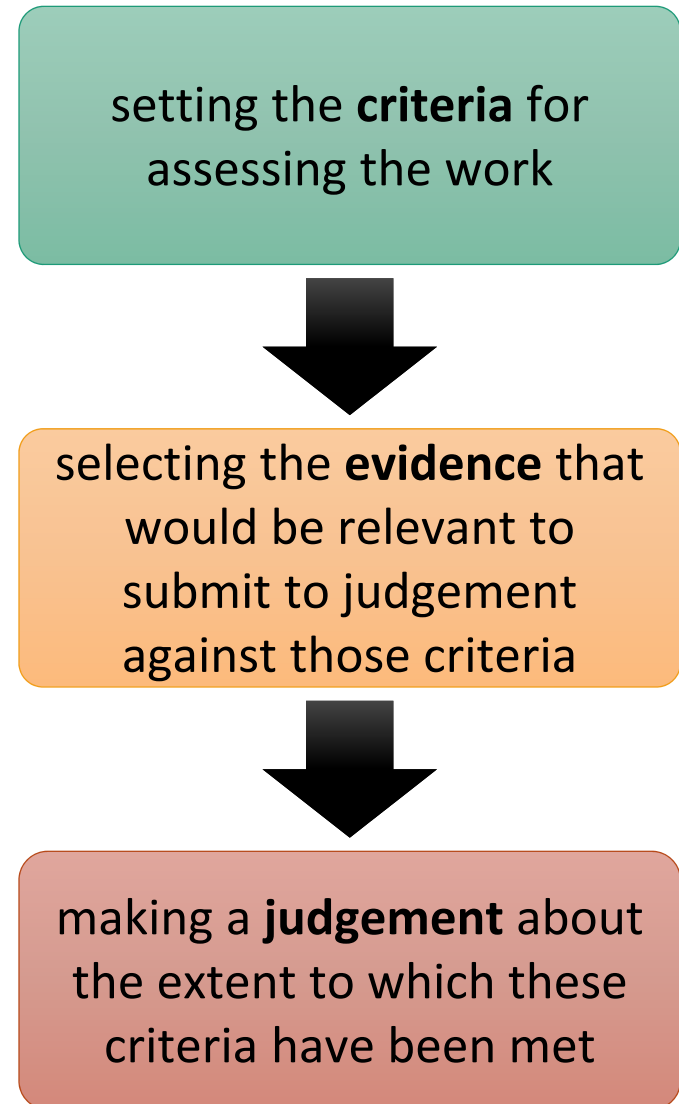 setting the criteria for
assessing the work
selecting the evidence that
would be relevant to
submit to judgement
against those criteria
making a judgement about
the extent to which these
criteria have been met